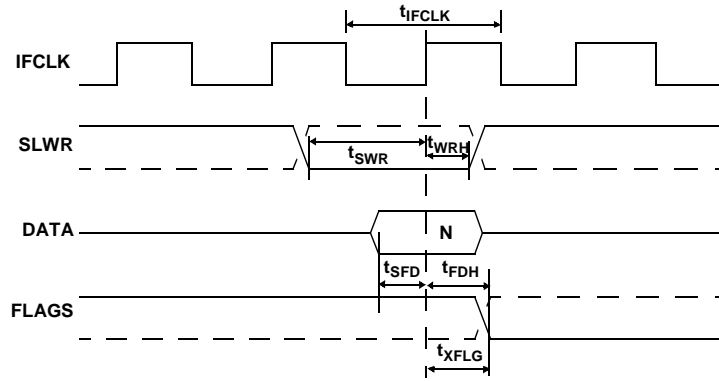 tIFCLK
IFCLK
SLWR
tSWR
tWRH
DATA
N
tSFD
tFDH
FLAGS
tXFLG